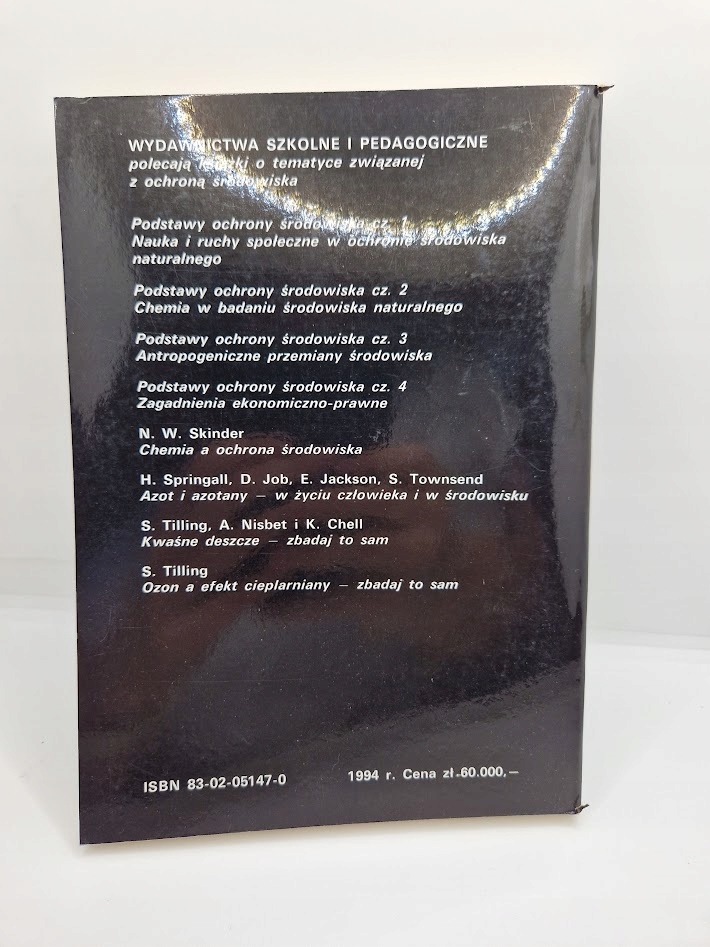 WYDAWNICTWA SZKOLNE I PEDAGOGICZNE
polecają książki o tematyce związanej
z ochroną środowiska
Podstawy ochrony środowiska cz. 1
Nauka i ruchy społeczne w ochronie środowiska
naturalnego
Podstawy ochrony środowiska cz. 2
Chemia w badaniu środowiska naturalnego
Podstawy ochrony środowiska cz. 3
Antropogeniczne przemiany środowiska
Podstawy ochrony środowiska cz. 4
Zagadnienia ekonomiczno-prawne
N. W. Skinder
Chemia a ochrona środowiska
H. Springall, D. Job, E. Jackson, S. Townsend
Azot i azotany — w życiu człowieka i w środowisku
S. Tilling, A. Nisbet i K. Chell
Kwaśne deszcze — zbadaj to sam
S. Tilling
Ozon a efekt cieplarniany — zbadaj to sam
ISBN 83-02-05147-0 1994 r. Cena zł 60.000,—